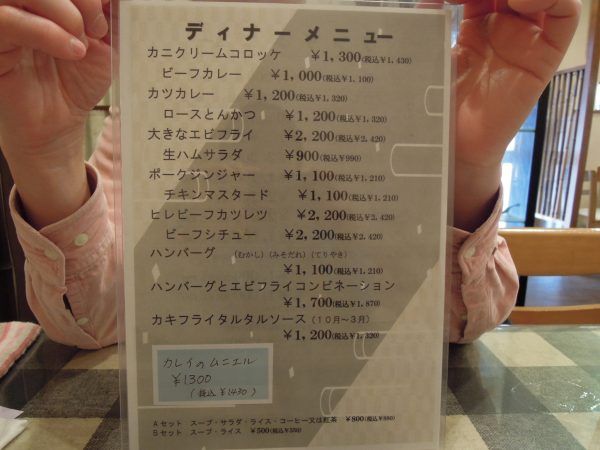 ディナーメニュー
カニクリームコロッケ ¥1,300(税込¥1,430)
ビーフカレー ¥1,000(税込¥1,100)
カツカレー ¥1,200(税込¥1,320)
ロースとんかつ ¥1,200(税込¥1,320)
大きなエビフライ ¥2,200(税込¥2,420)
生ハムサラダ ¥900(税込¥990)
ポークジンジャー ¥1,100(税込¥1,210)
チキンマスタード ¥1,100(税込¥1,210)
ヒレビーフカツレツ ¥2,200(税込¥2,420)
ビーフシチュー ¥2,200(税込¥2,420)
ハンバーグ (むかし)(みそだれ)(てりやき)
¥1,100(税込¥1,210)
ハンバーグとエビフライコンビネーション
¥1,700(税込¥1,870)
カキフライタルタルソース(10月~3月)
¥1,200(税込¥1,320)
カレイのムニエル
¥1300
(税込 ¥1430)
Aセット スープ・サラダ・ライス・コーヒー又は紅茶 ¥800(税込¥880)
Bセット スープ・ライス ¥500(税込¥550)